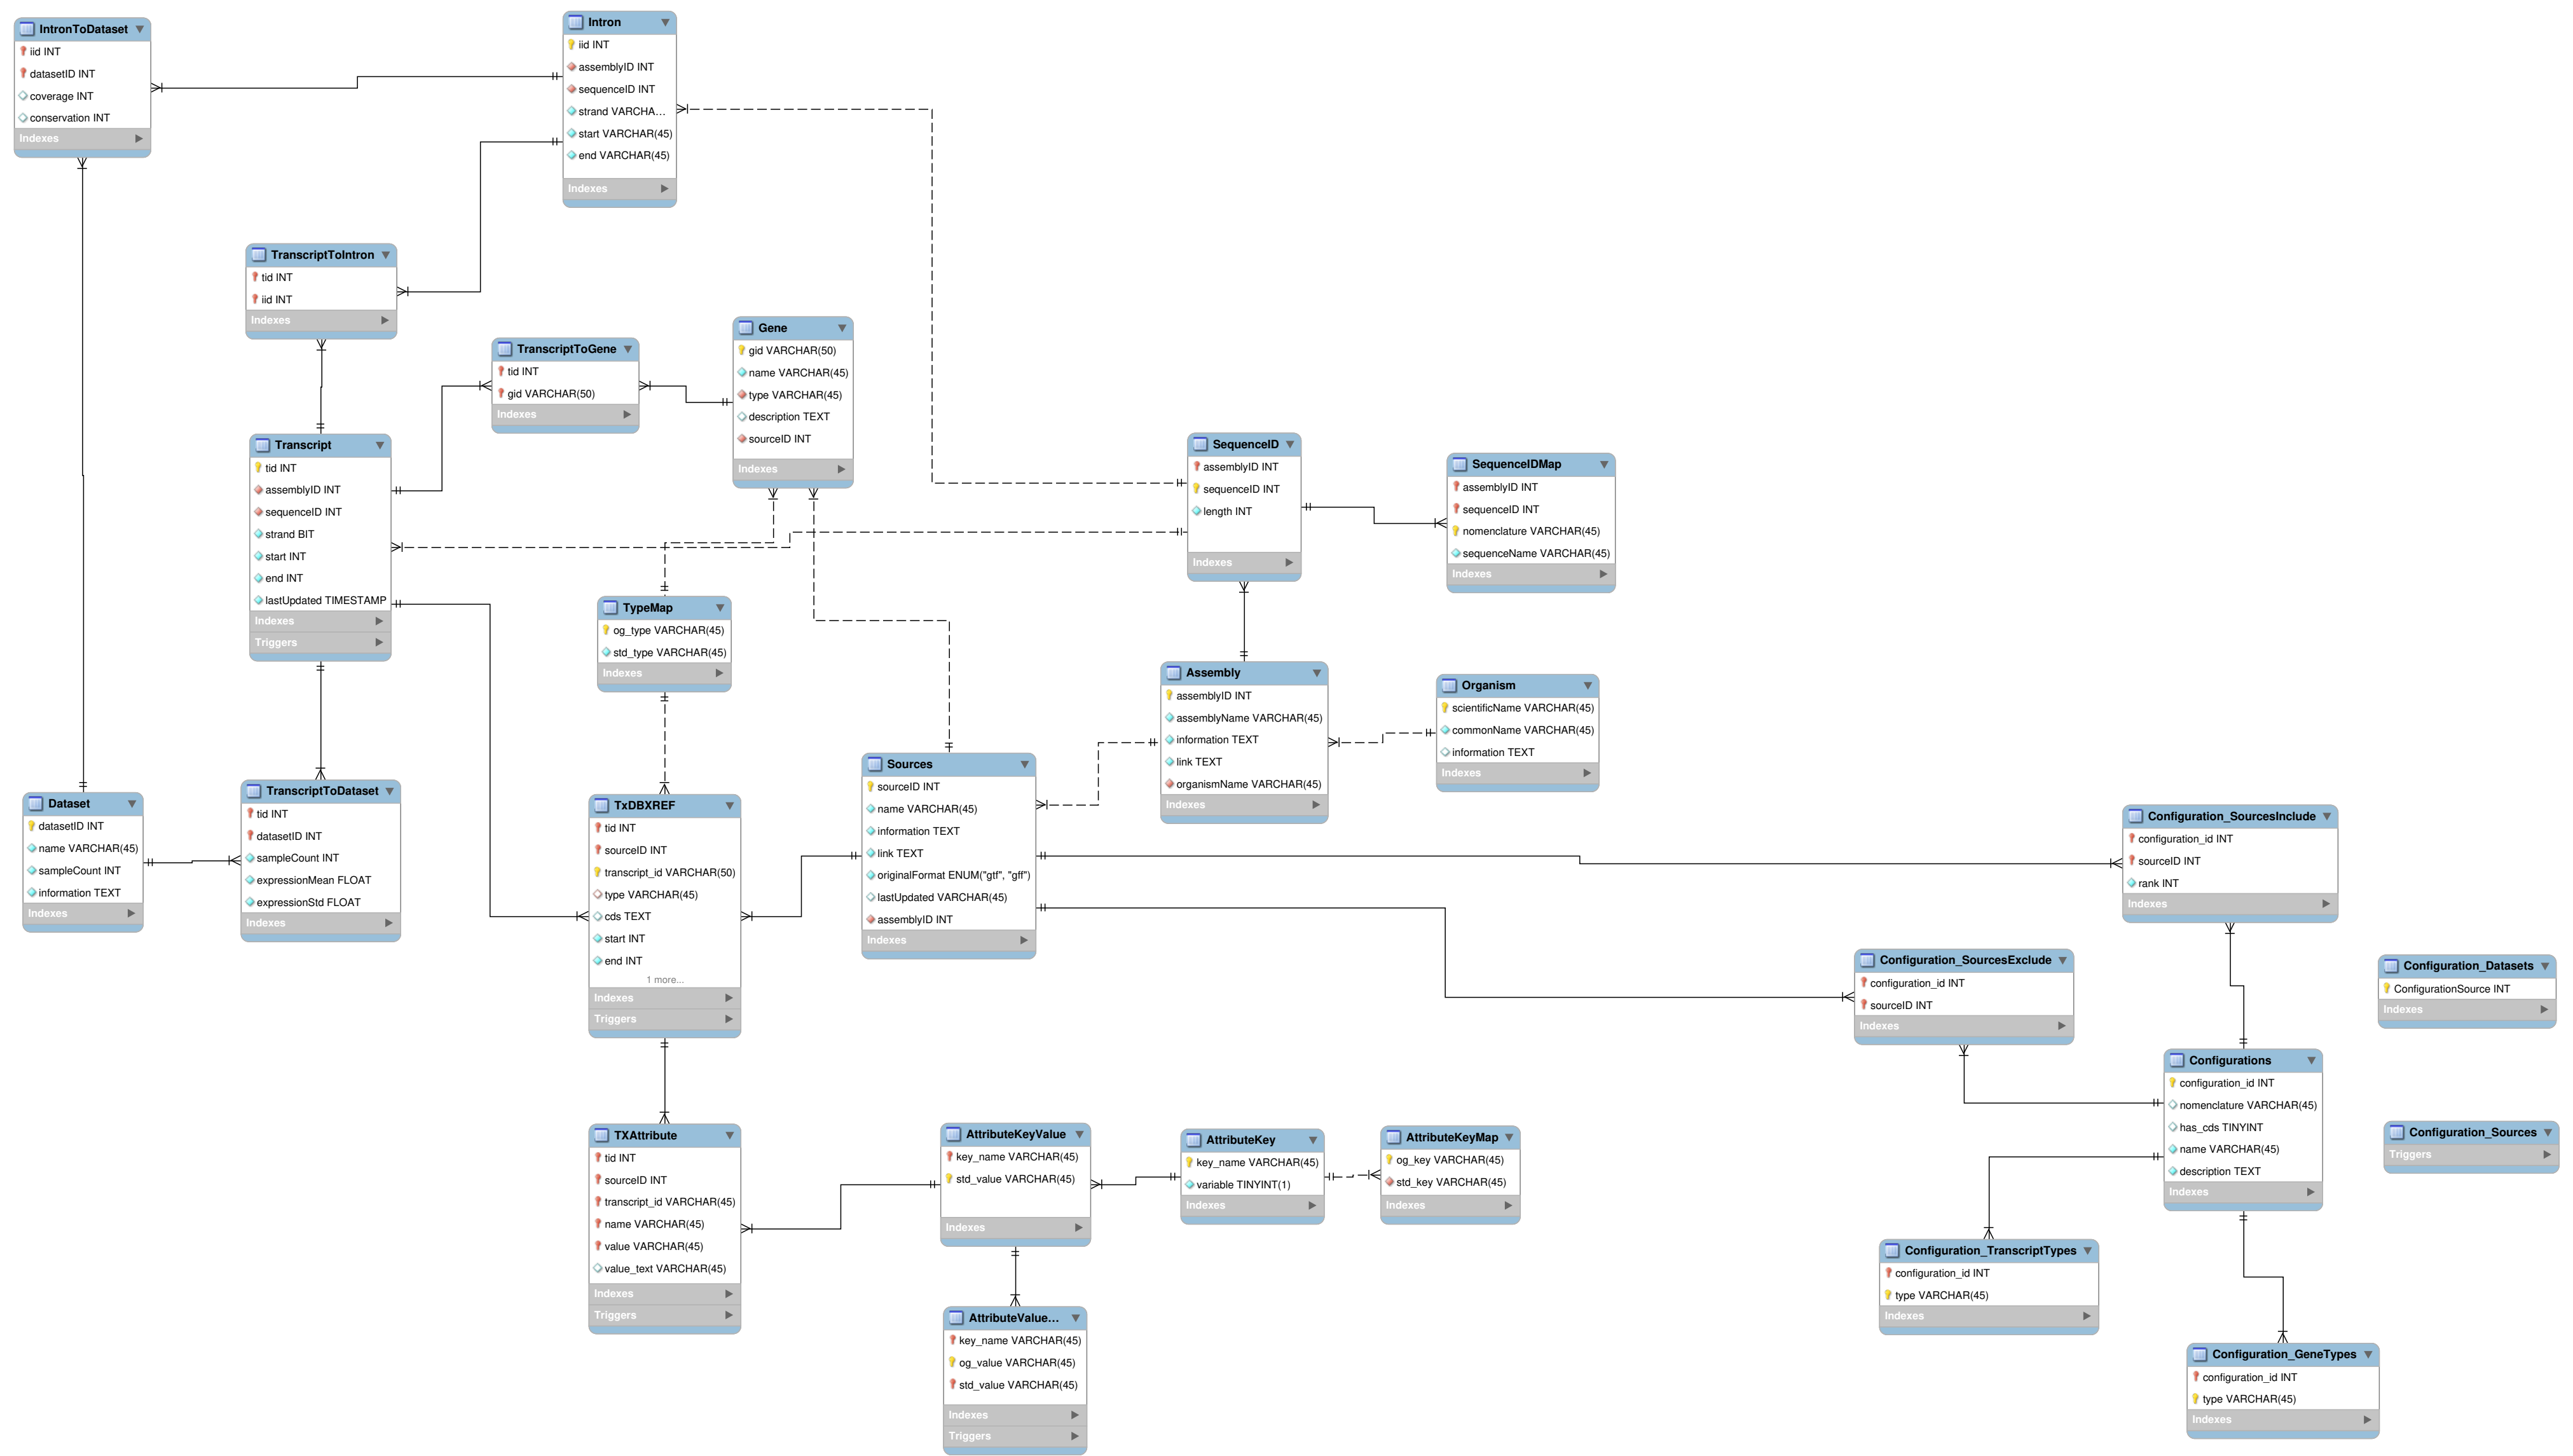 IntronToDataset
iid INT
datasetID INT
coverage INT
conservation INT
Indexes
Intron
iid INT
assemblyID INT
sequenceID INT
strand VARCHA...
start VARCHAR(45)
end VARCHAR(45)
Indexes
TranscriptToIntron
tid INT
iid INT
Indexes
TranscriptToGene
tid INT
gid VARCHAR(50)
Indexes
Gene
gid VARCHAR(50)
name VARCHAR(45)
type VARCHAR(45)
description TEXT
sourceID INT
Indexes
Transcript
tid INT
assemblyID INT
sequenceID INT
strand BIT
start INT
end INT
lastUpdated TIMESTAMP
Indexes
Triggers
SequenceID
assemblyID INT
sequenceID INT
length INT
Indexes
SequenceIDMap
assemblyID INT
sequenceID INT
nomenclature VARCHAR(45)
sequenceName VARCHAR(45)
Indexes
TypeMap
og_type VARCHAR(45)
std_type VARCHAR(45)
Indexes
Assembly
assemblyID INT
assemblyName VARCHAR(45)
information TEXT
link TEXT
organismName VARCHAR(45)
Indexes
Organism
scientificName VARCHAR(45)
commonName VARCHAR(45)
information TEXT
Indexes
Dataset
datasetID INT
name VARCHAR(45)
sampleCount INT
information TEXT
Indexes
TranscriptToDataset
tid INT
datasetID INT
sampleCount INT
expressionMean FLOAT
expressionStd FLOAT
Indexes
TxDBXREF
tid INT
sourceID INT
transcript_id VARCHAR(50)
type VARCHAR(45)
cds TEXT
start INT
end INT
1 more...
Indexes
Triggers
Sources
sourceID INT
name VARCHAR(45)
information TEXT
link TEXT
originalFormat ENUM("gtf", "gff")
lastUpdated VARCHAR(45)
assemblyID INT
Indexes
Configuration_SourcesInclude
configuration_id INT
sourceID INT
rank INT
Indexes
Configuration_SourcesExclude
configuration_id INT
sourceID INT
Indexes
Configuration_Datasets
ConfigurationSource INT
Indexes
Configurations
configuration_id INT
nomenclature VARCHAR(45)
has_cds TINYINT
name VARCHAR(45)
description TEXT
Indexes
Configuration_Sources
Triggers
TXAttribute
tid INT
sourceID INT
transcript_id VARCHAR(45)
name VARCHAR(45)
value VARCHAR(45)
value_text VARCHAR(45)
Indexes
Triggers
AttributeKeyValue
key_name VARCHAR(45)
std_value VARCHAR(45)
Indexes
AttributeKey
key_name VARCHAR(45)
variable TINYINT(1)
Indexes
AttributeKeyMap
og_key VARCHAR(45)
std_key VARCHAR(45)
Indexes
Configuration_TranscriptTypes
configuration_id INT
type VARCHAR(45)
Indexes
AttributeValue...
key_name VARCHAR(45)
og_value VARCHAR(45)
std_value VARCHAR(45)
Indexes
Triggers
Configuration_GeneTypes
configuration_id INT
type VARCHAR(45)
Indexes